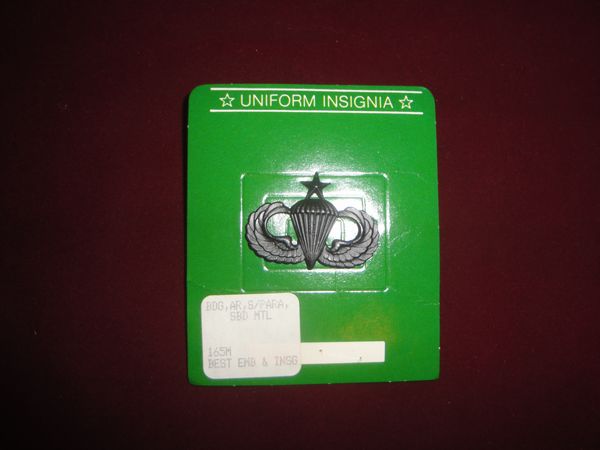 ☆ UNIFORM INSIGNIA ☆
BDG,AR,S/PARA,
SBD MTL
165M
BEST EMB & INSG